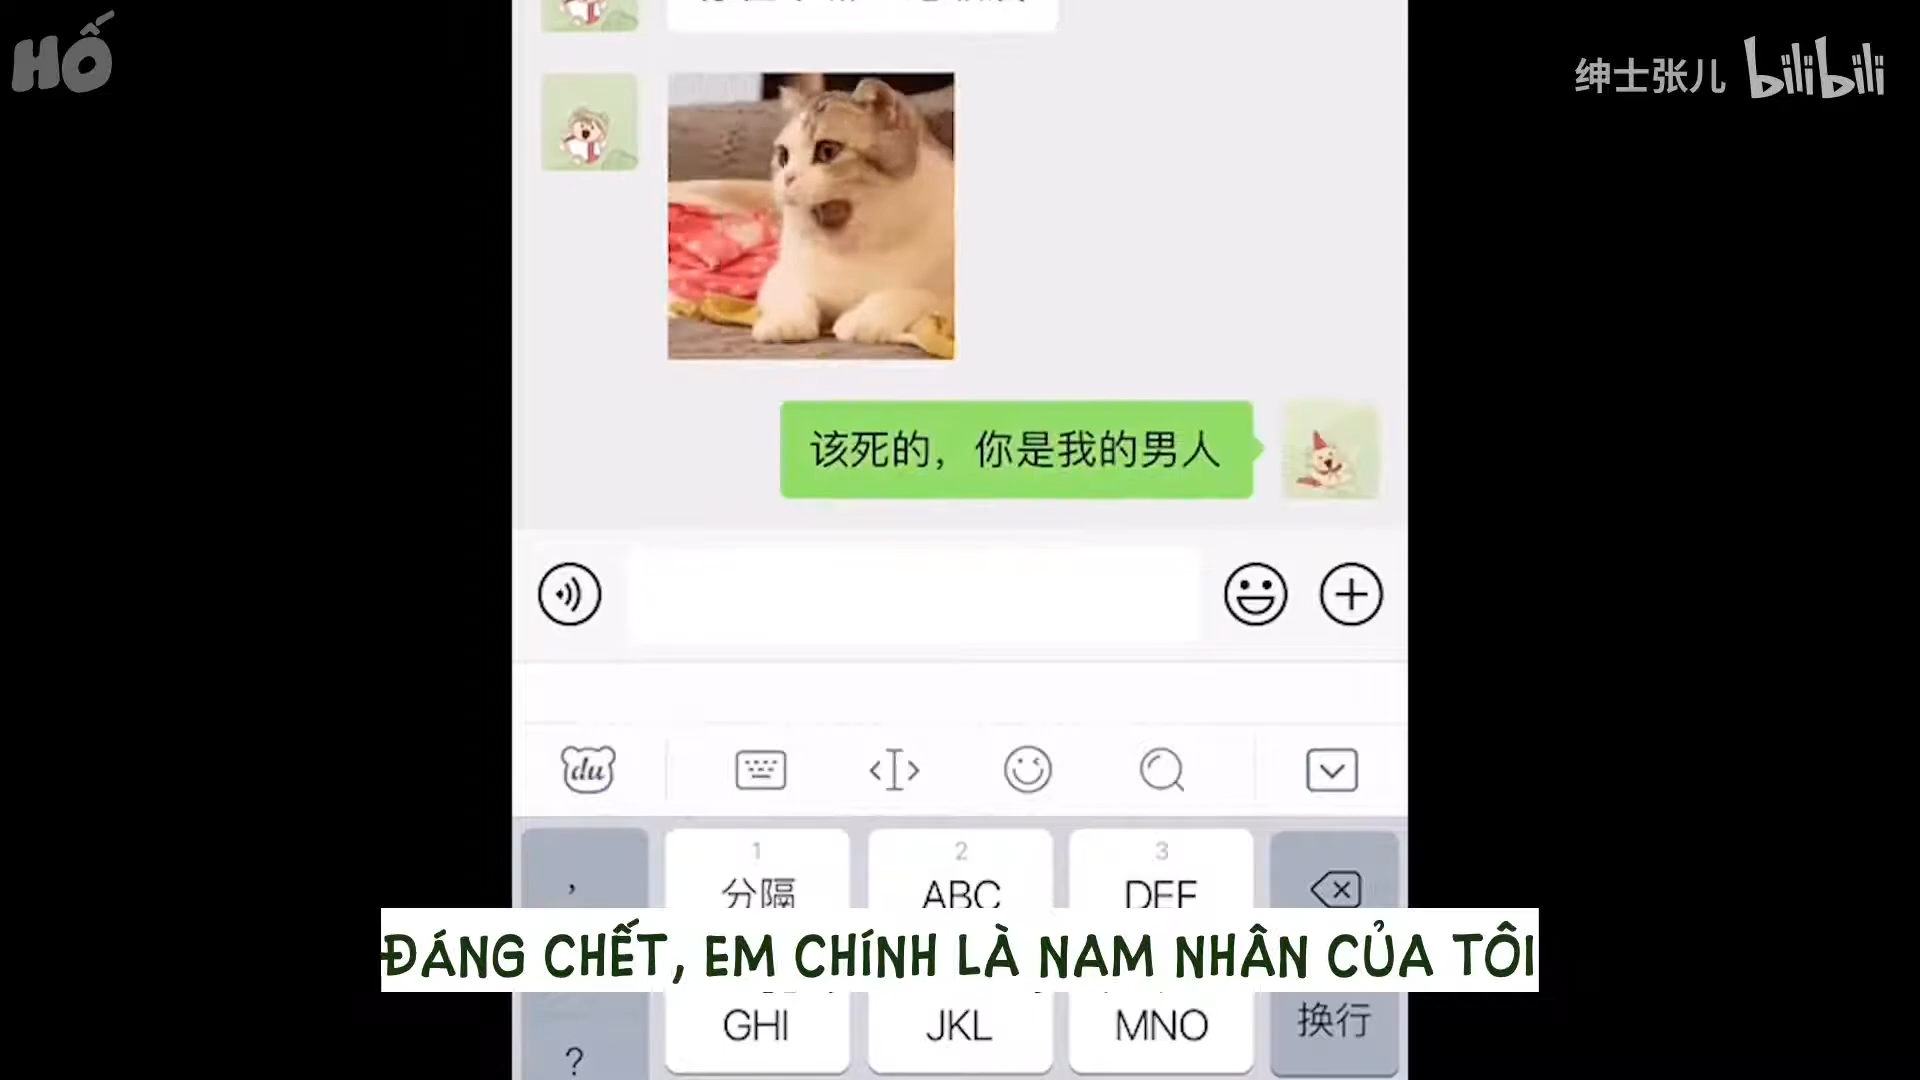 HỐ
绅士张儿 bilibili
该死的，你是我的男人
du
,
1
分隔
2
ABC
3
DEF
ĐÁNG CHẾT, EM CHÍNH LÀ NAM NHÂN CỦA TÔI
GHI
JKL
MNO
换行
?